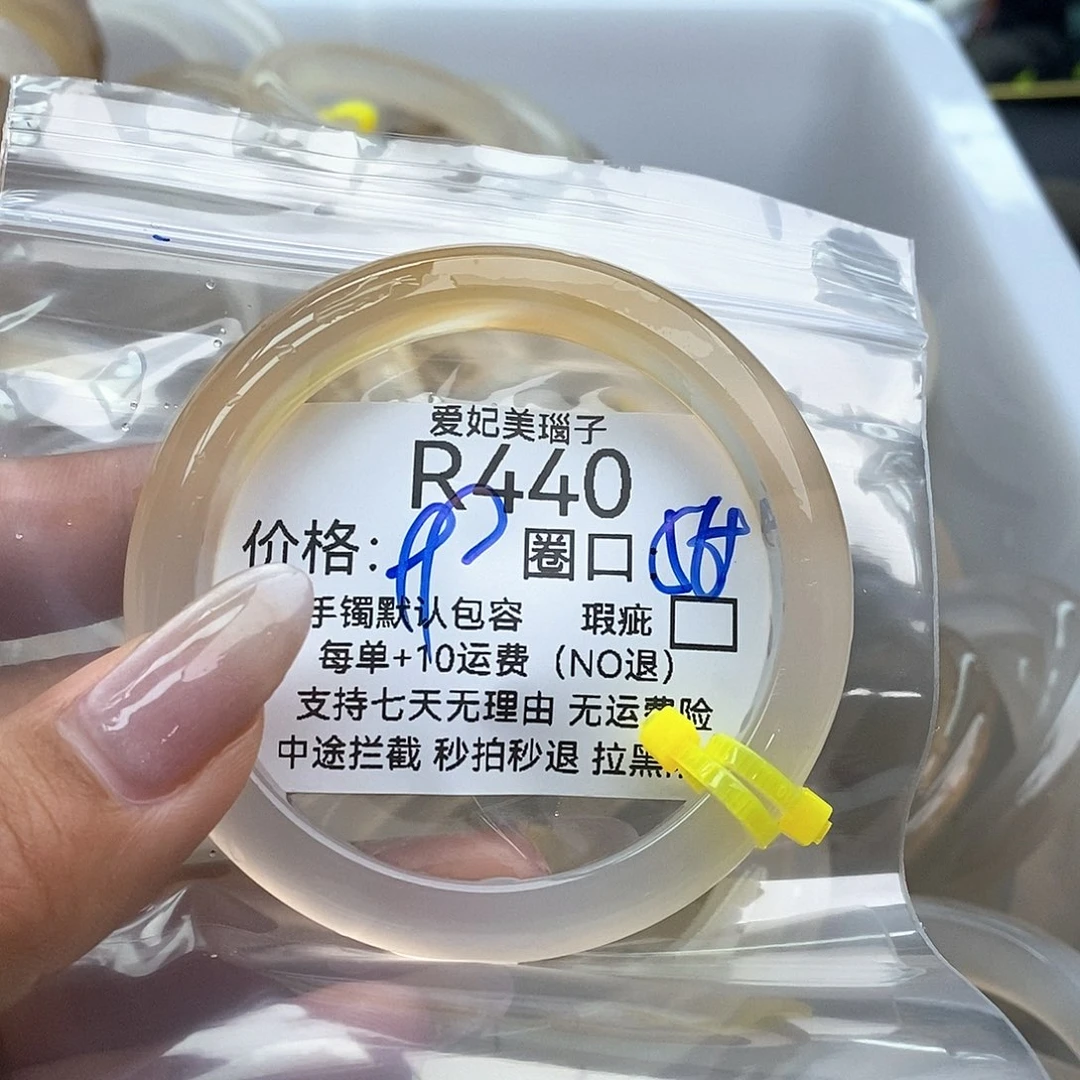 爱妃美瑙子
R440
价格: 圈口:
手镯默认包容 瑕疵
每单+10运费 (NO退)
支持七天无理由 无运费险
中途拦截 秒拍秒退 拉黑